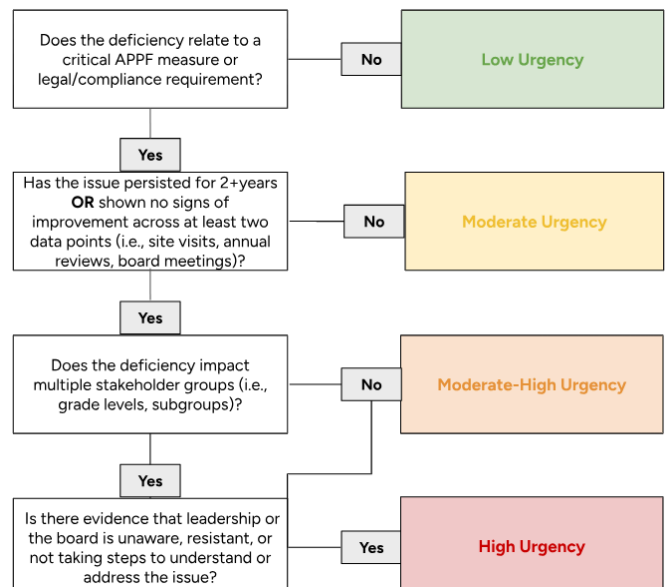 Does the deficiency relate to a
critical APPF measure or
legal/compliance requirement?
No
Low Urgency
Yes
Has the issue persisted for 2+years
OR shown no signs of
improvement across at least two
data points (i.e., site visits, annual
reviews, board meetings)?
No
Moderate Urgency
Yes
Does the deficiency impact
multiple stakeholder groups (i.e.,
grade levels, subgroups)?
No
Moderate-High Urgency
Yes
Is there evidence that leadership or
the board is unaware, resistant, or
not taking steps to understand or
address the issue?
Yes
High Urgency